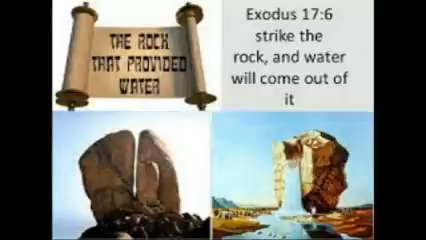 THE ROCK
THAT PROVIDED
WATER
Exodus 17:6
strike the
rock, and water
will come out of
it